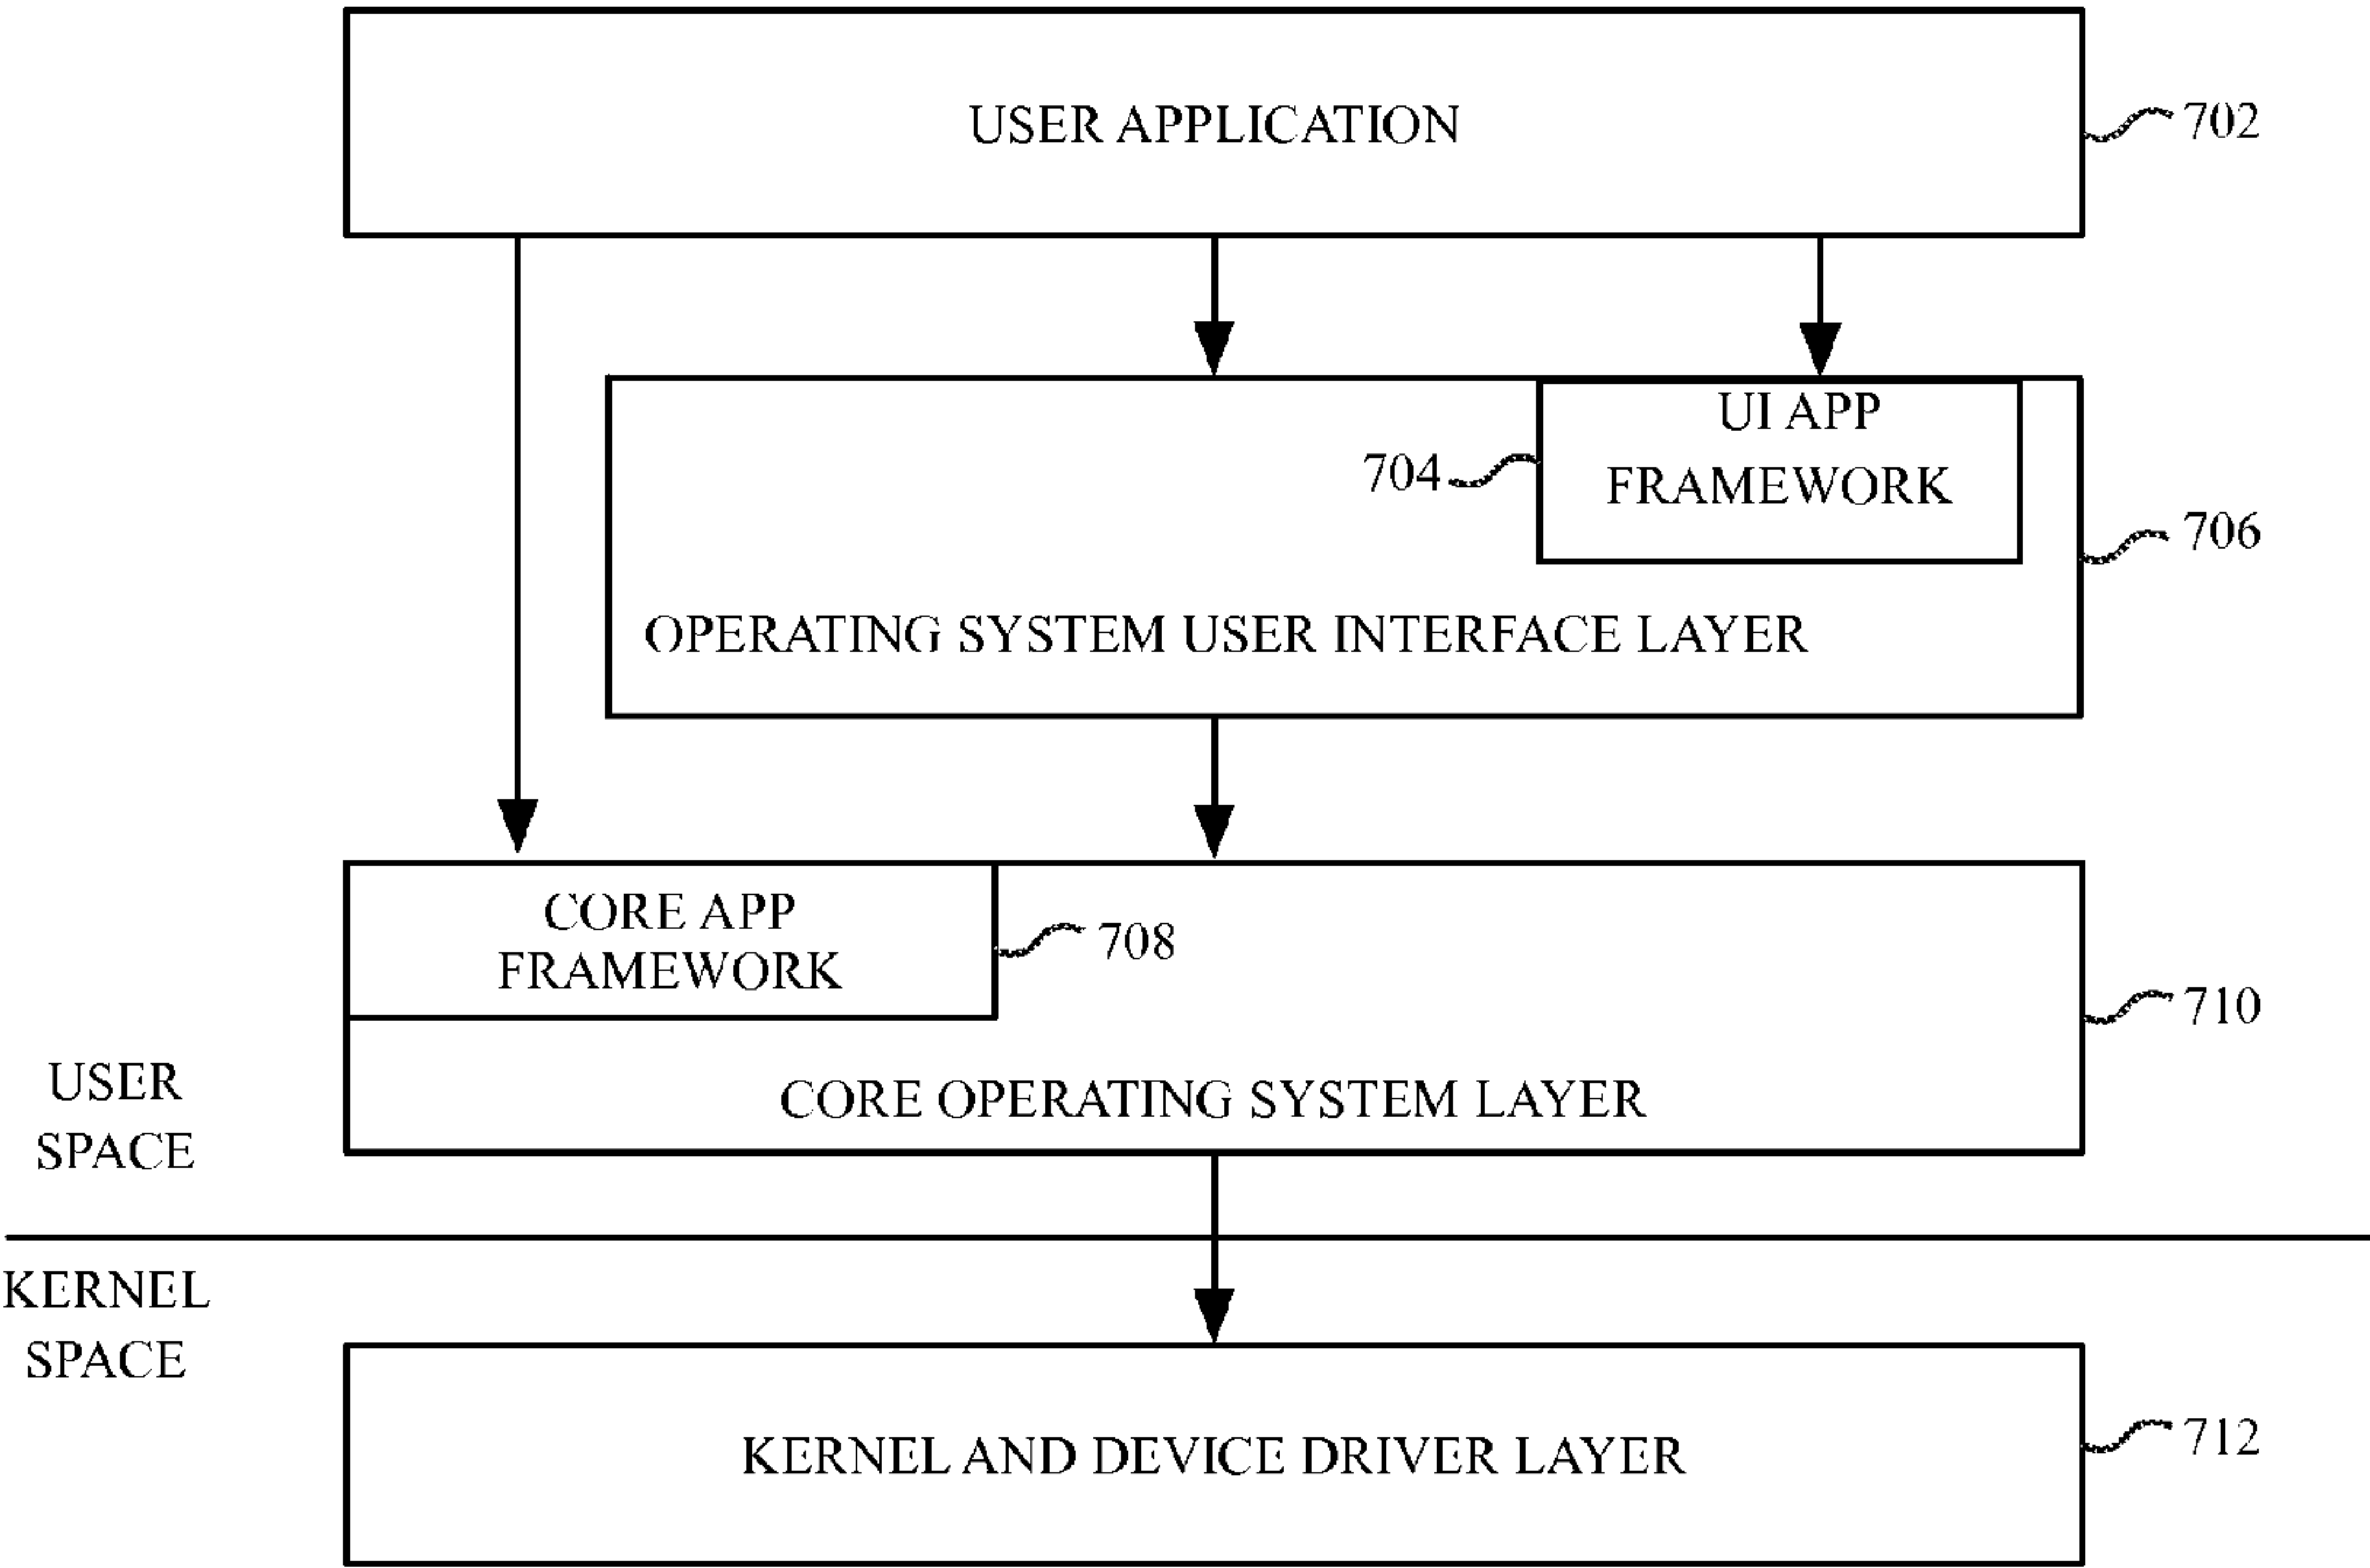 USER APPLICATION
702
UI APP
FRAMEWORK
704
706
OPERATING SYSTEM USER INTERFACE LAYER
CORE APP
FRAMEWORK
708
710
CORE OPERATING SYSTEM LAYER
USER
SPACE
KERNEL
SPACE
KERNEL AND DEVICE DRIVER LAYER
712